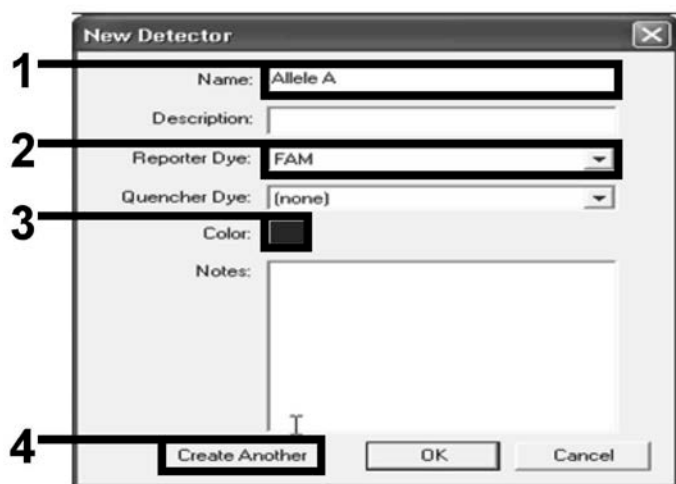 New Detector
1 Name: Allele A
Description:
2 Reporter Dye: FAM
Quencher Dye: (none)
3 Color:
Notes:
4 Create Another OK Cancel